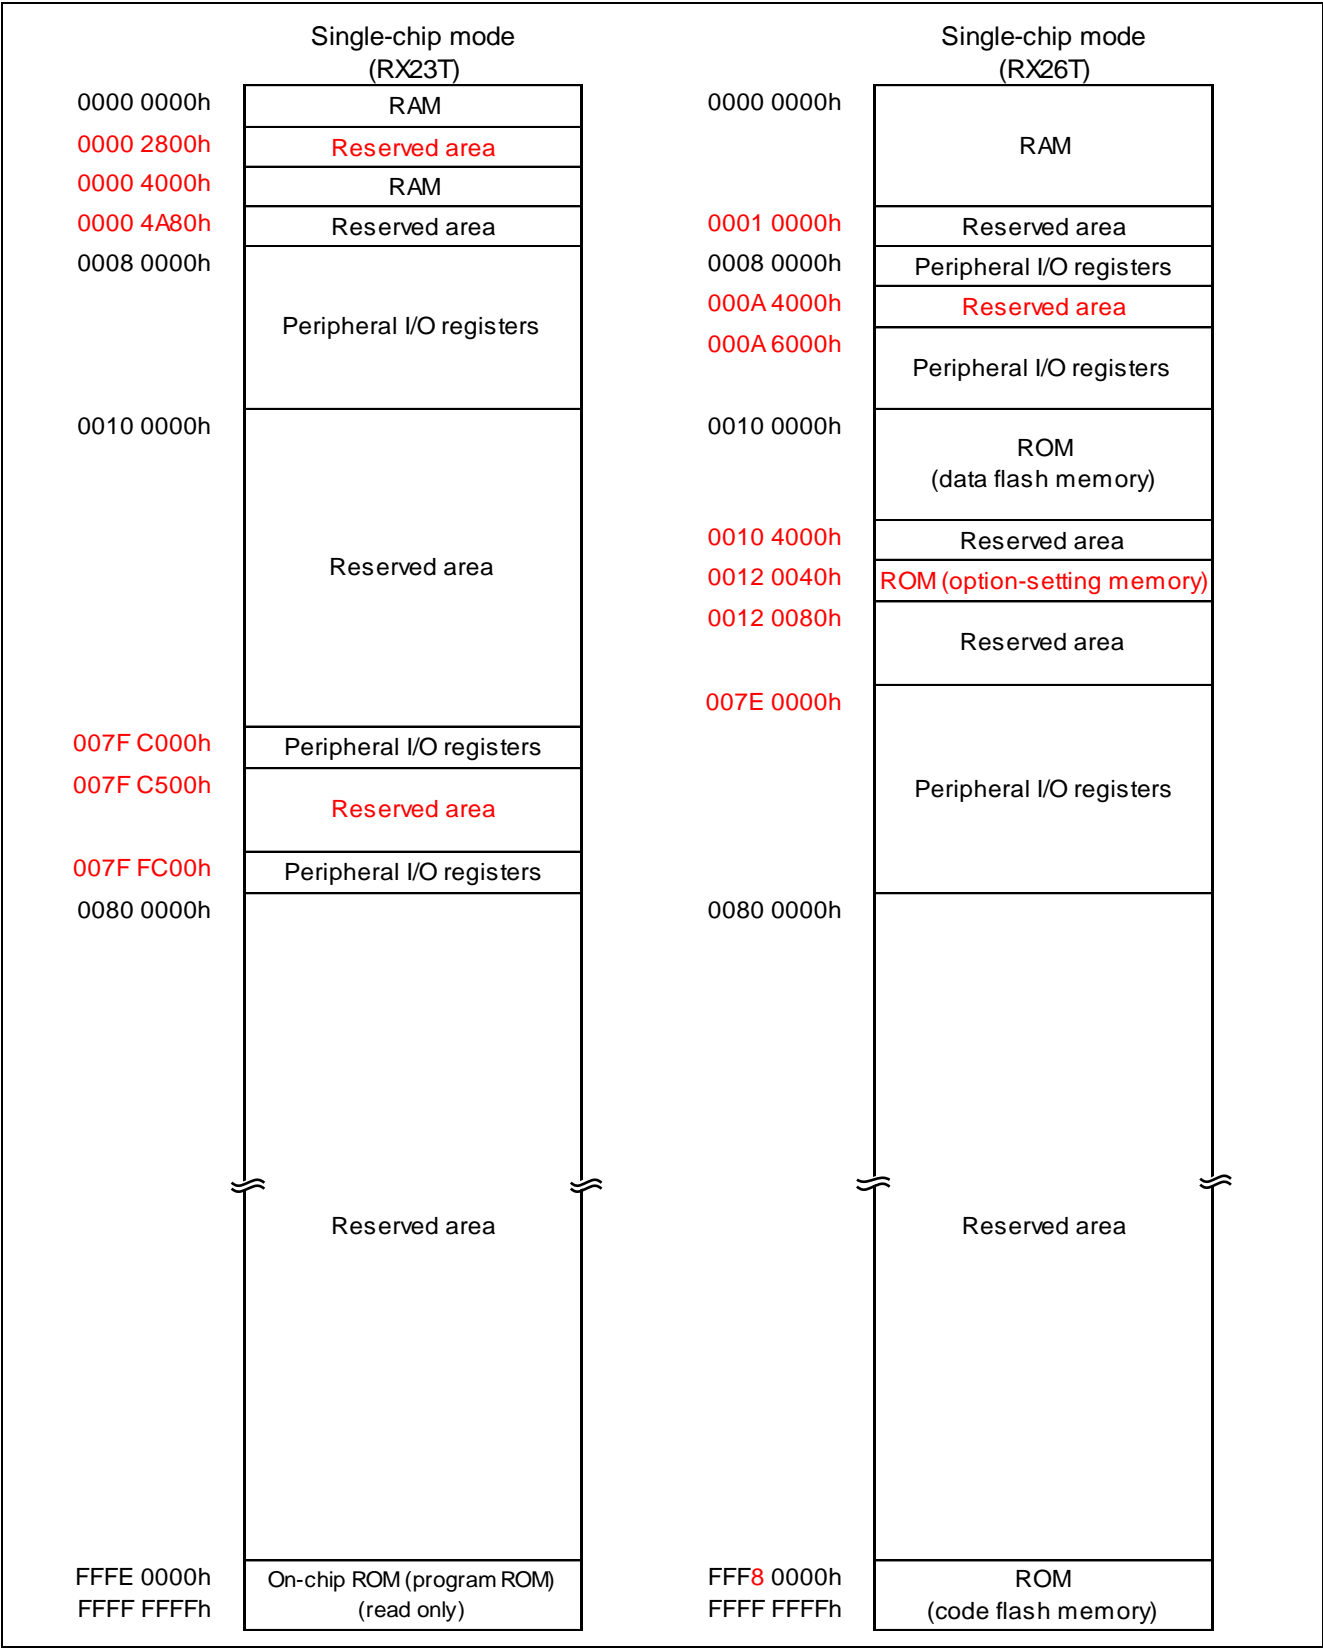 Single-chip mode
(RX23T)
0000 0000h
RAM
0000 2800h
Reserved area
0000 4000h
RAM
0000 4A80h
Reserved area
0008 0000h
Peripheral I/O registers
0010 0000h
Reserved area
007F C000h
Peripheral I/O registers
007F C500h
Reserved area
007F FC00h
Peripheral I/O registers
0080 0000h
Reserved area
FFFE 0000h
FFFF FFFFh
On-chip ROM (program ROM)
(read only)
Single-chip mode
(RX26T)
0000 0000h
RAM
0001 0000h
Reserved area
0008 0000h
Peripheral I/O registers
000A 4000h
Reserved area
000A 6000h
Peripheral I/O registers
0010 0000h
ROM
(data flash memory)
0010 4000h
Reserved area
0012 0040h
ROM (option-setting memory)
0012 0080h
Reserved area
007E 0000h
Peripheral I/O registers
0080 0000h
Reserved area
FFF8 0000h
FFFF FFFFh
ROM
(code flash memory)